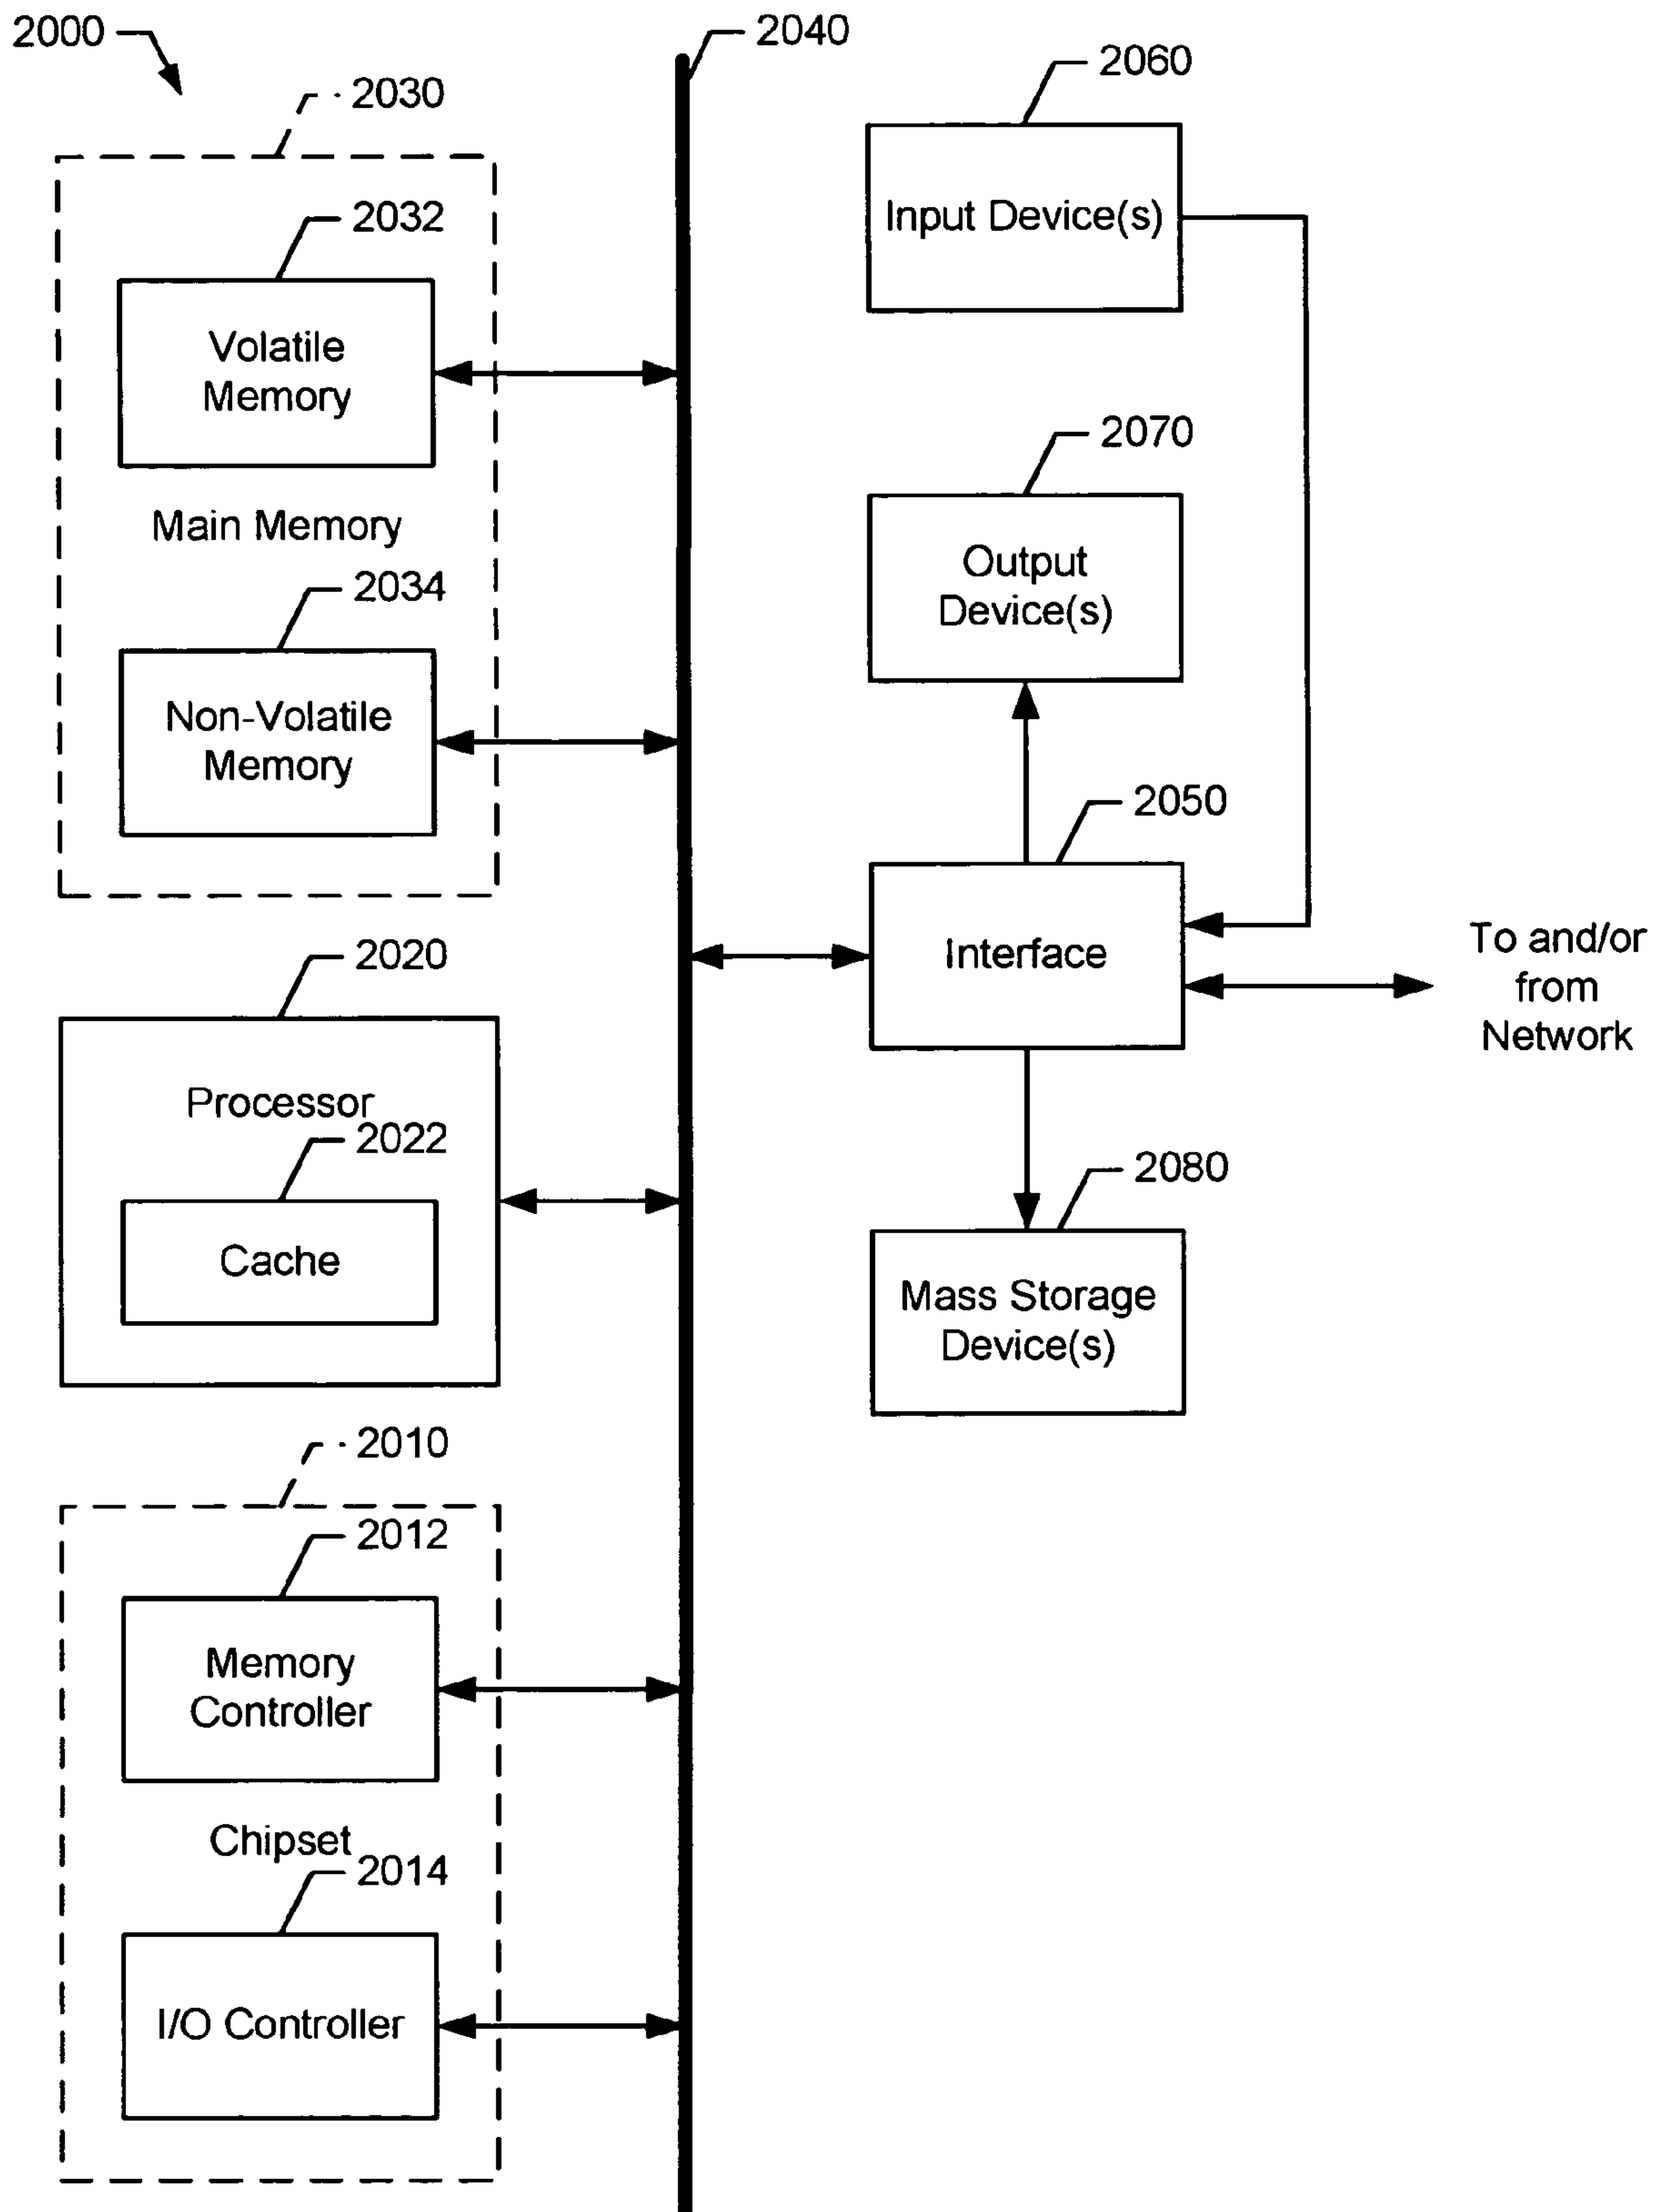 2000
2040
2060
2030
Input Device(s)
2032
Volatile
Memory
2070
Main Memory
Output
Device(s)
2034
Non-Volatile
Memory
2050
Interface
To and/or
from
Network
2020
Processor
2022
Cache
2080
Mass Storage
Device(s)
2010
2012
Memory
Controller
Chipset
2014
I/O Controller